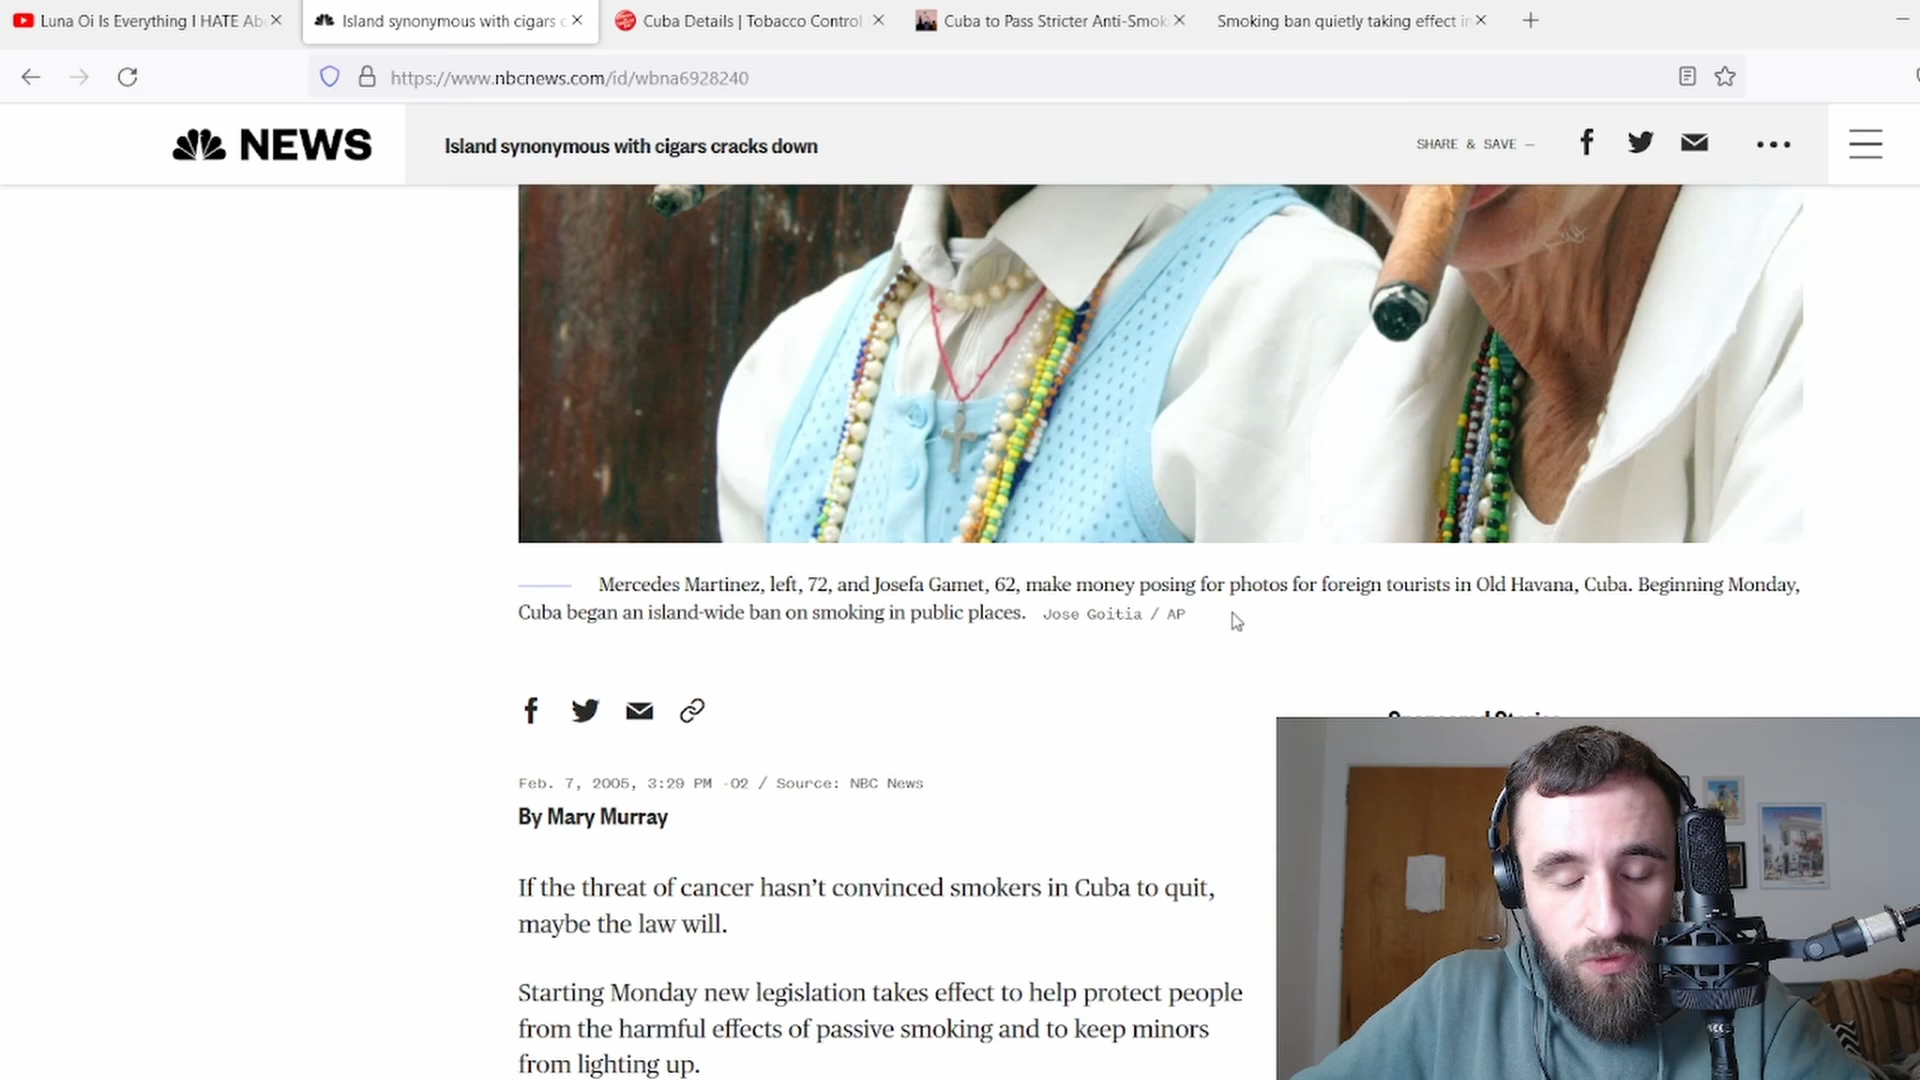 Luna Oi Is Everything I HATE Ab
Island synonymous with cigars c
Cuba Details | Tobacco Control
Cuba to Pass Stricter Anti-Smok
Smoking ban quietly taking effect in
https://www.nbcnews.com/id/wbna6928240
NEWS
Island synonymous with cigars cracks down
SHARE & SAVE —
Mercedes Martinez, left, 72, and Josefa Gamet, 62, make money posing for photos for foreign tourists in Old Havana, Cuba. Beginning Monday,
Cuba began an island-wide ban on smoking in public places. Jose Goitia / AP
Sponsored Stories
Feb. 7, 2005, 3:29 PM -02 / Source: NBC News
By Mary Murray
If the threat of cancer hasn't convinced smokers in Cuba to quit,
maybe the law will.
Starting Monday new legislation takes effect to help protect people
from the harmful effects of passive smoking and to keep minors
from lighting up.